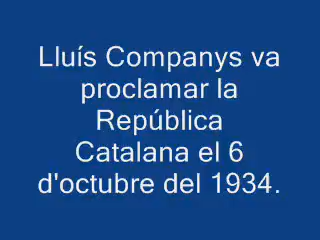 Lluís Companys va
proclamar la
República
Catalana el 6
d'octubre del 1934.